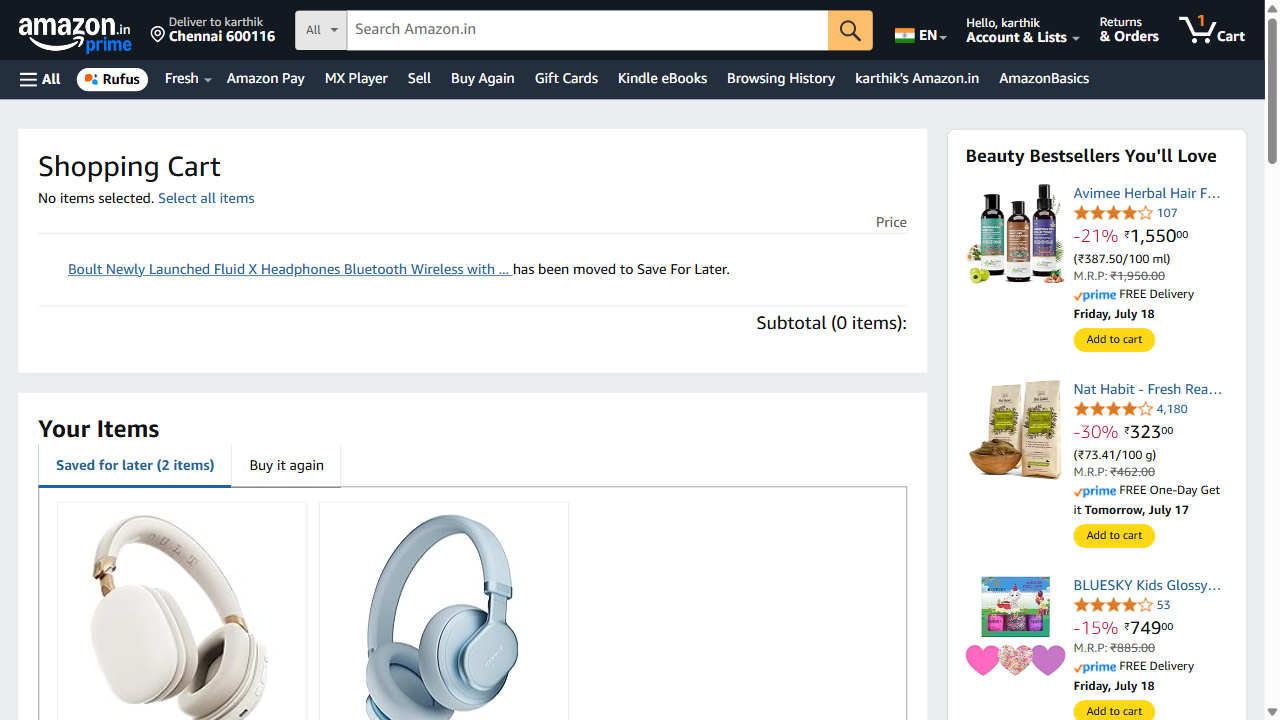 amazon.in
prime
Deliver to karthik
Chennai 600116
All
Search Amazon.in
EN
Hello, karthik
Account & Lists
Returns
& Orders
1
Cart
All
Rufus
Fresh
Amazon Pay
MX Player
Sell
Buy Again
Gift Cards
Kindle eBooks
Browsing History
karthik's Amazon.in
AmazonBasics
Shopping Cart
No items selected. Select all items
Price
Boult Newly Launched Fluid X Headphones Bluetooth Wireless with ... has been moved to Save For Later.
Subtotal (0 items):
Your Items
Saved for later (2 items)
Buy it again
BOULT
Beauty Bestsellers You'll Love
Avimee Herbal Hair F…
107
-21% ₹1,55000
(₹387.50/100 ml)
M.R.P: ₹1,950.00
prime FREE Delivery
Friday, July 18
Add to cart
Nat Habit - Fresh Rea…
4,180
-30% ₹32300
(₹73.41/100 g)
M.R.P: ₹462.00
prime FREE One-Day Get
it Tomorrow, July 17
Add to cart
BLUESKY Kids Glossy…
53
-15% ₹74900
M.R.P: ₹885.00
prime FREE Delivery
Friday, July 18
Add to cart